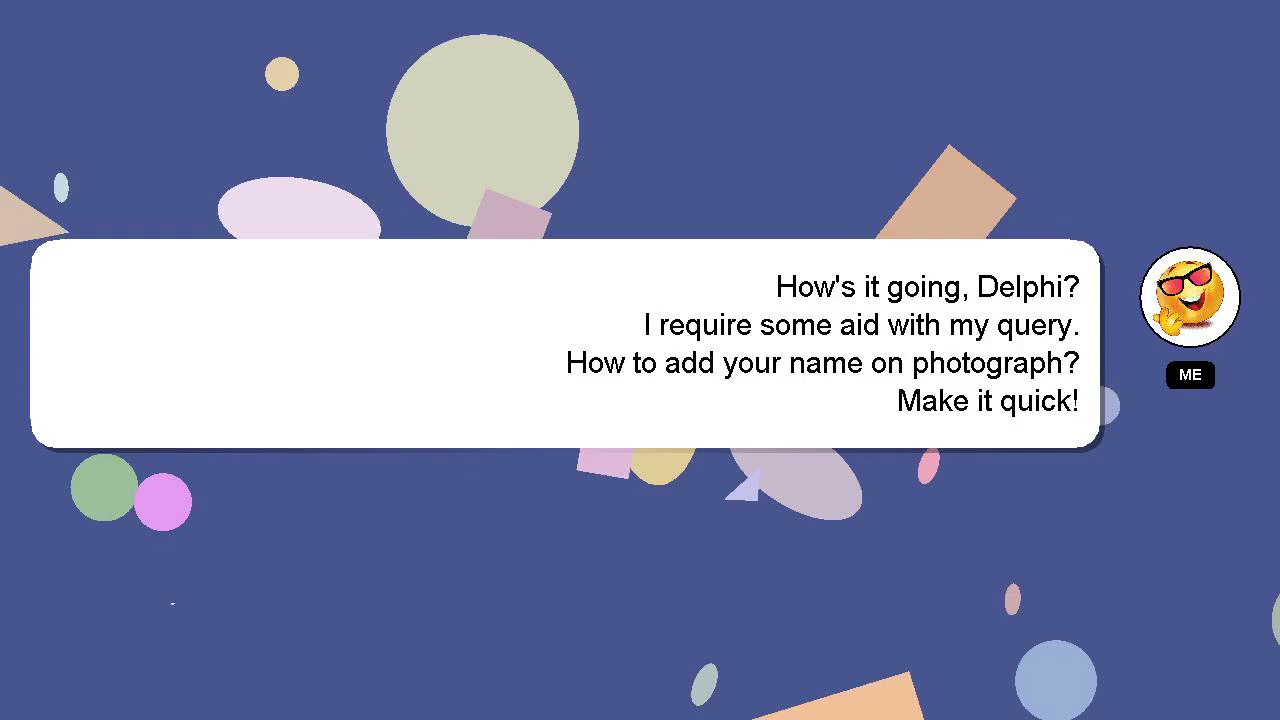 How's it going, Delphi?
I require some aid with my query.
How to add your name on photograph?
Make it quick!
ME